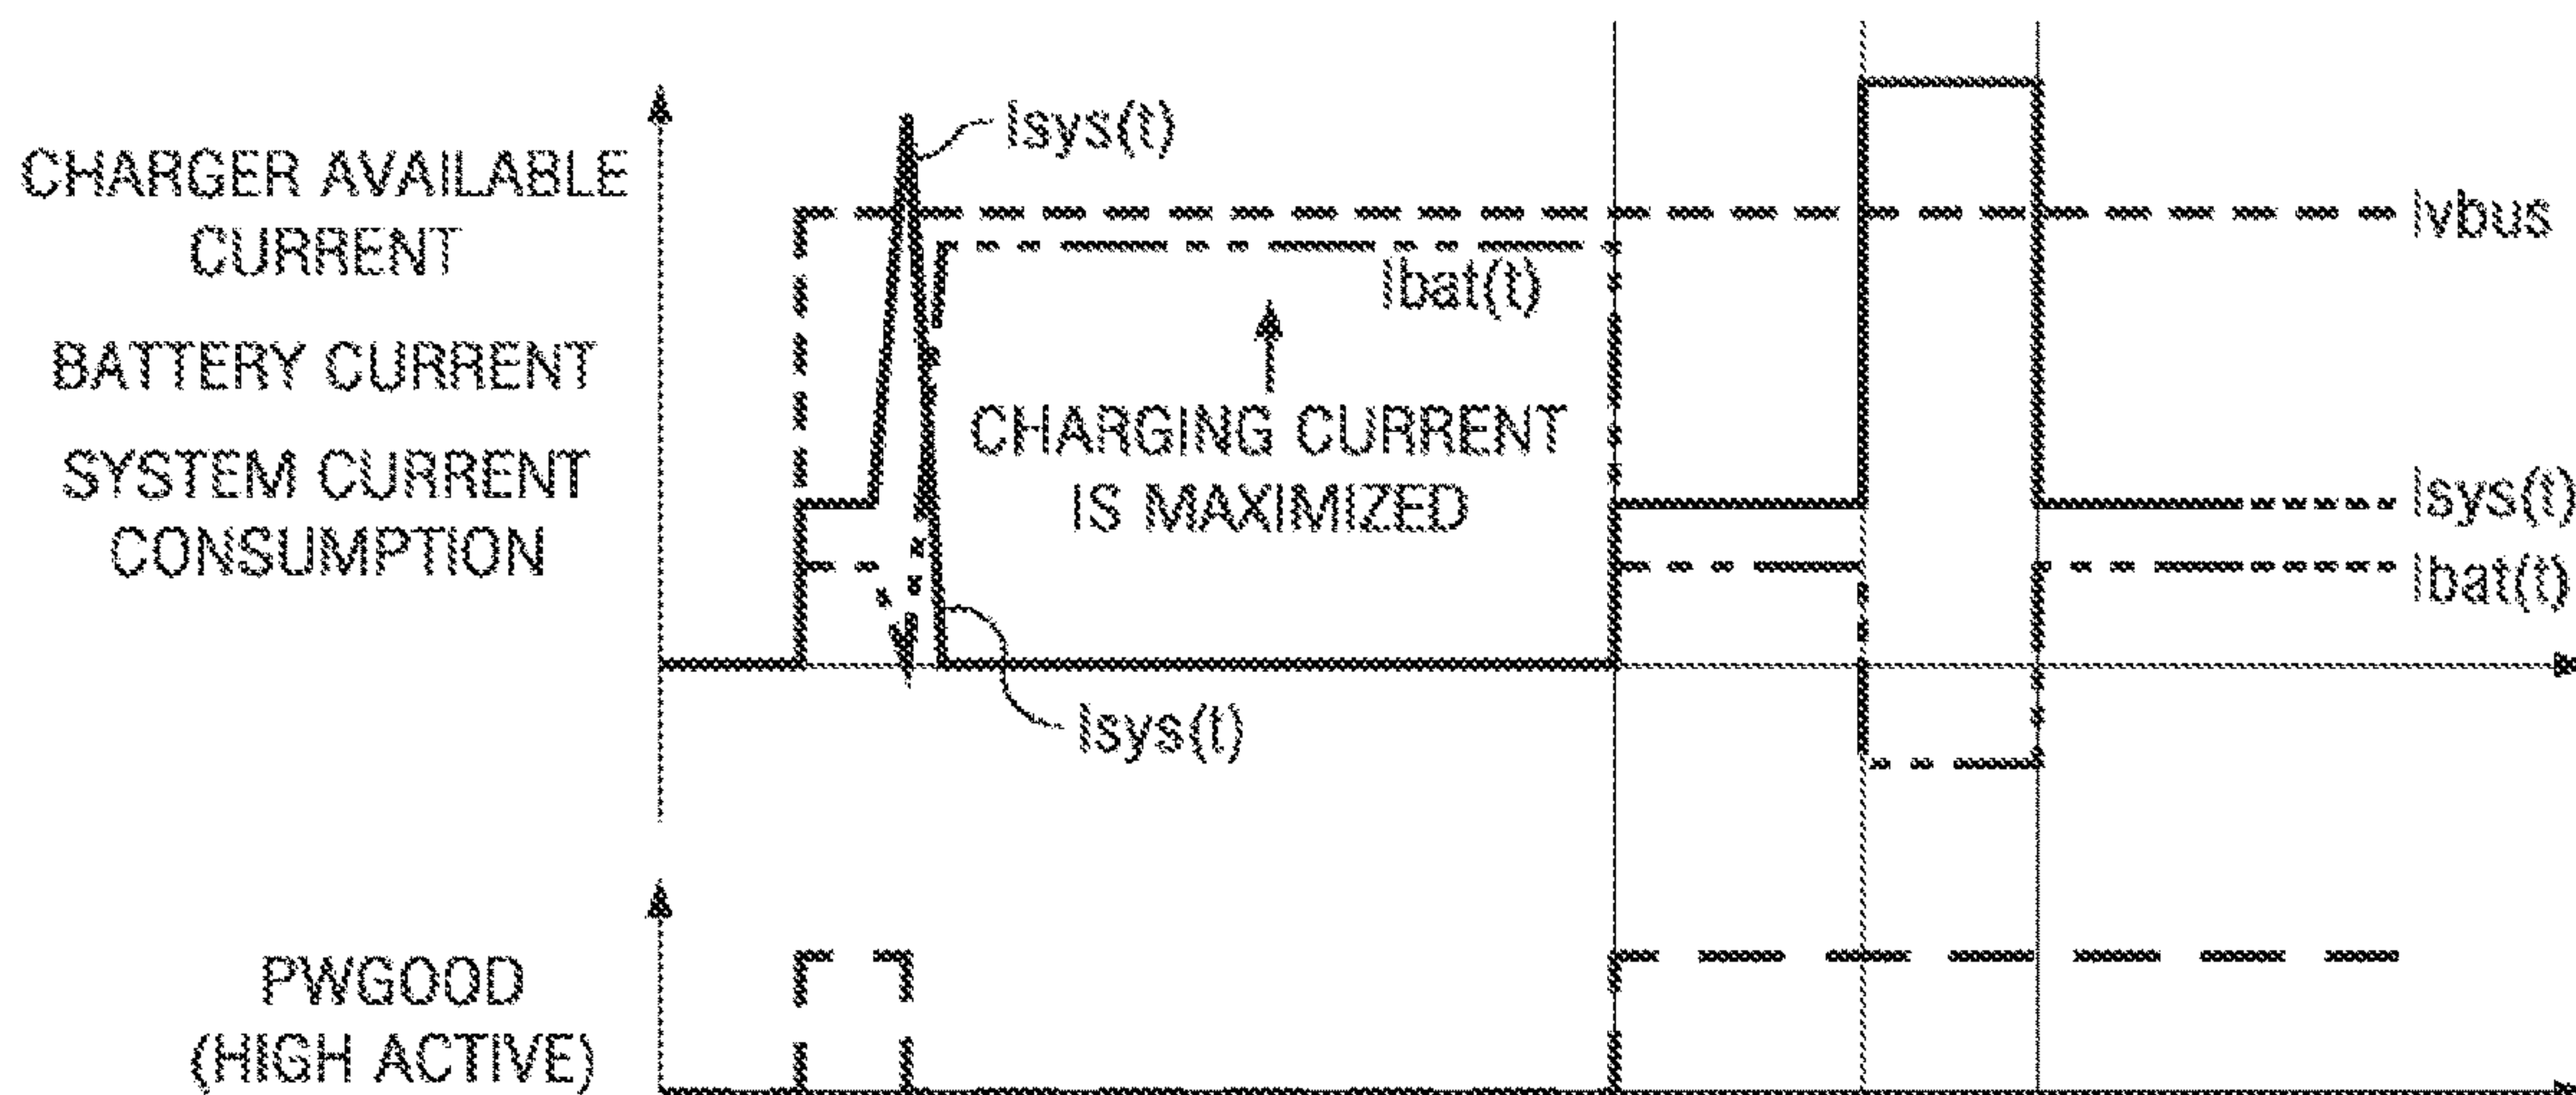 CHARGER AVAILABLE
CURRENT
BATTERY CURRENT
SYSTEM CURRENT
CONSUMPTION
Isys(t)
Ivbus
Ibat(t)
CHARGING CURRENT
IS MAXIMIZED
Isys(t)
Ibat(t)
Isys(t)
PWGOOD
(HIGH ACTIVE)